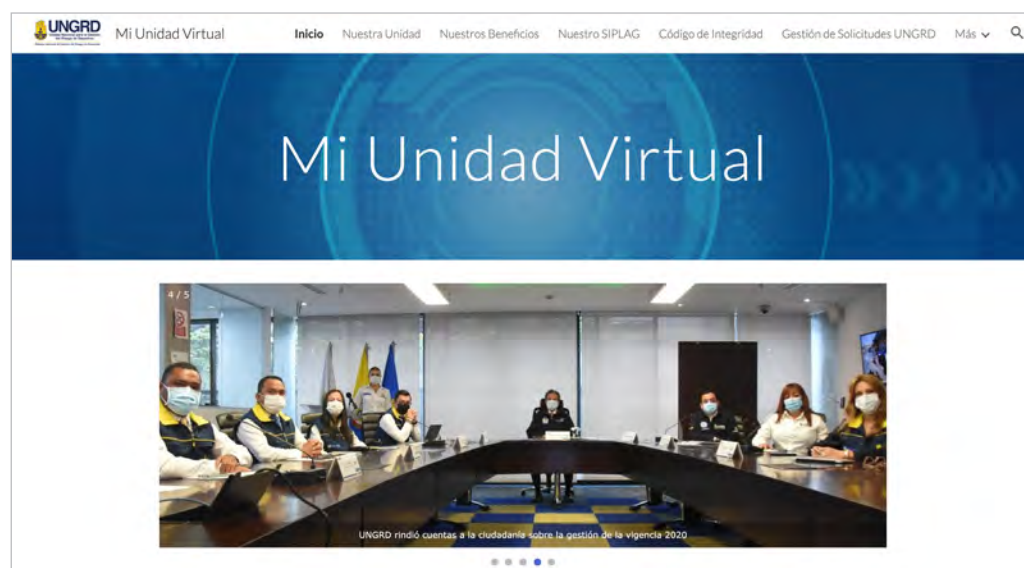 UNGRD
Mi Unidad Virtual
Inicio
Nuestra Unidad
Nuestros Beneficios
Nuestro SIPLAG
Código de Integridad
Gestión de Solicitudes UNGRD
Más
Mi Unidad Virtual
4 / 5
UNGRD rindió cuentas a la ciudadanía sobre la gestión de la vigencia 2020